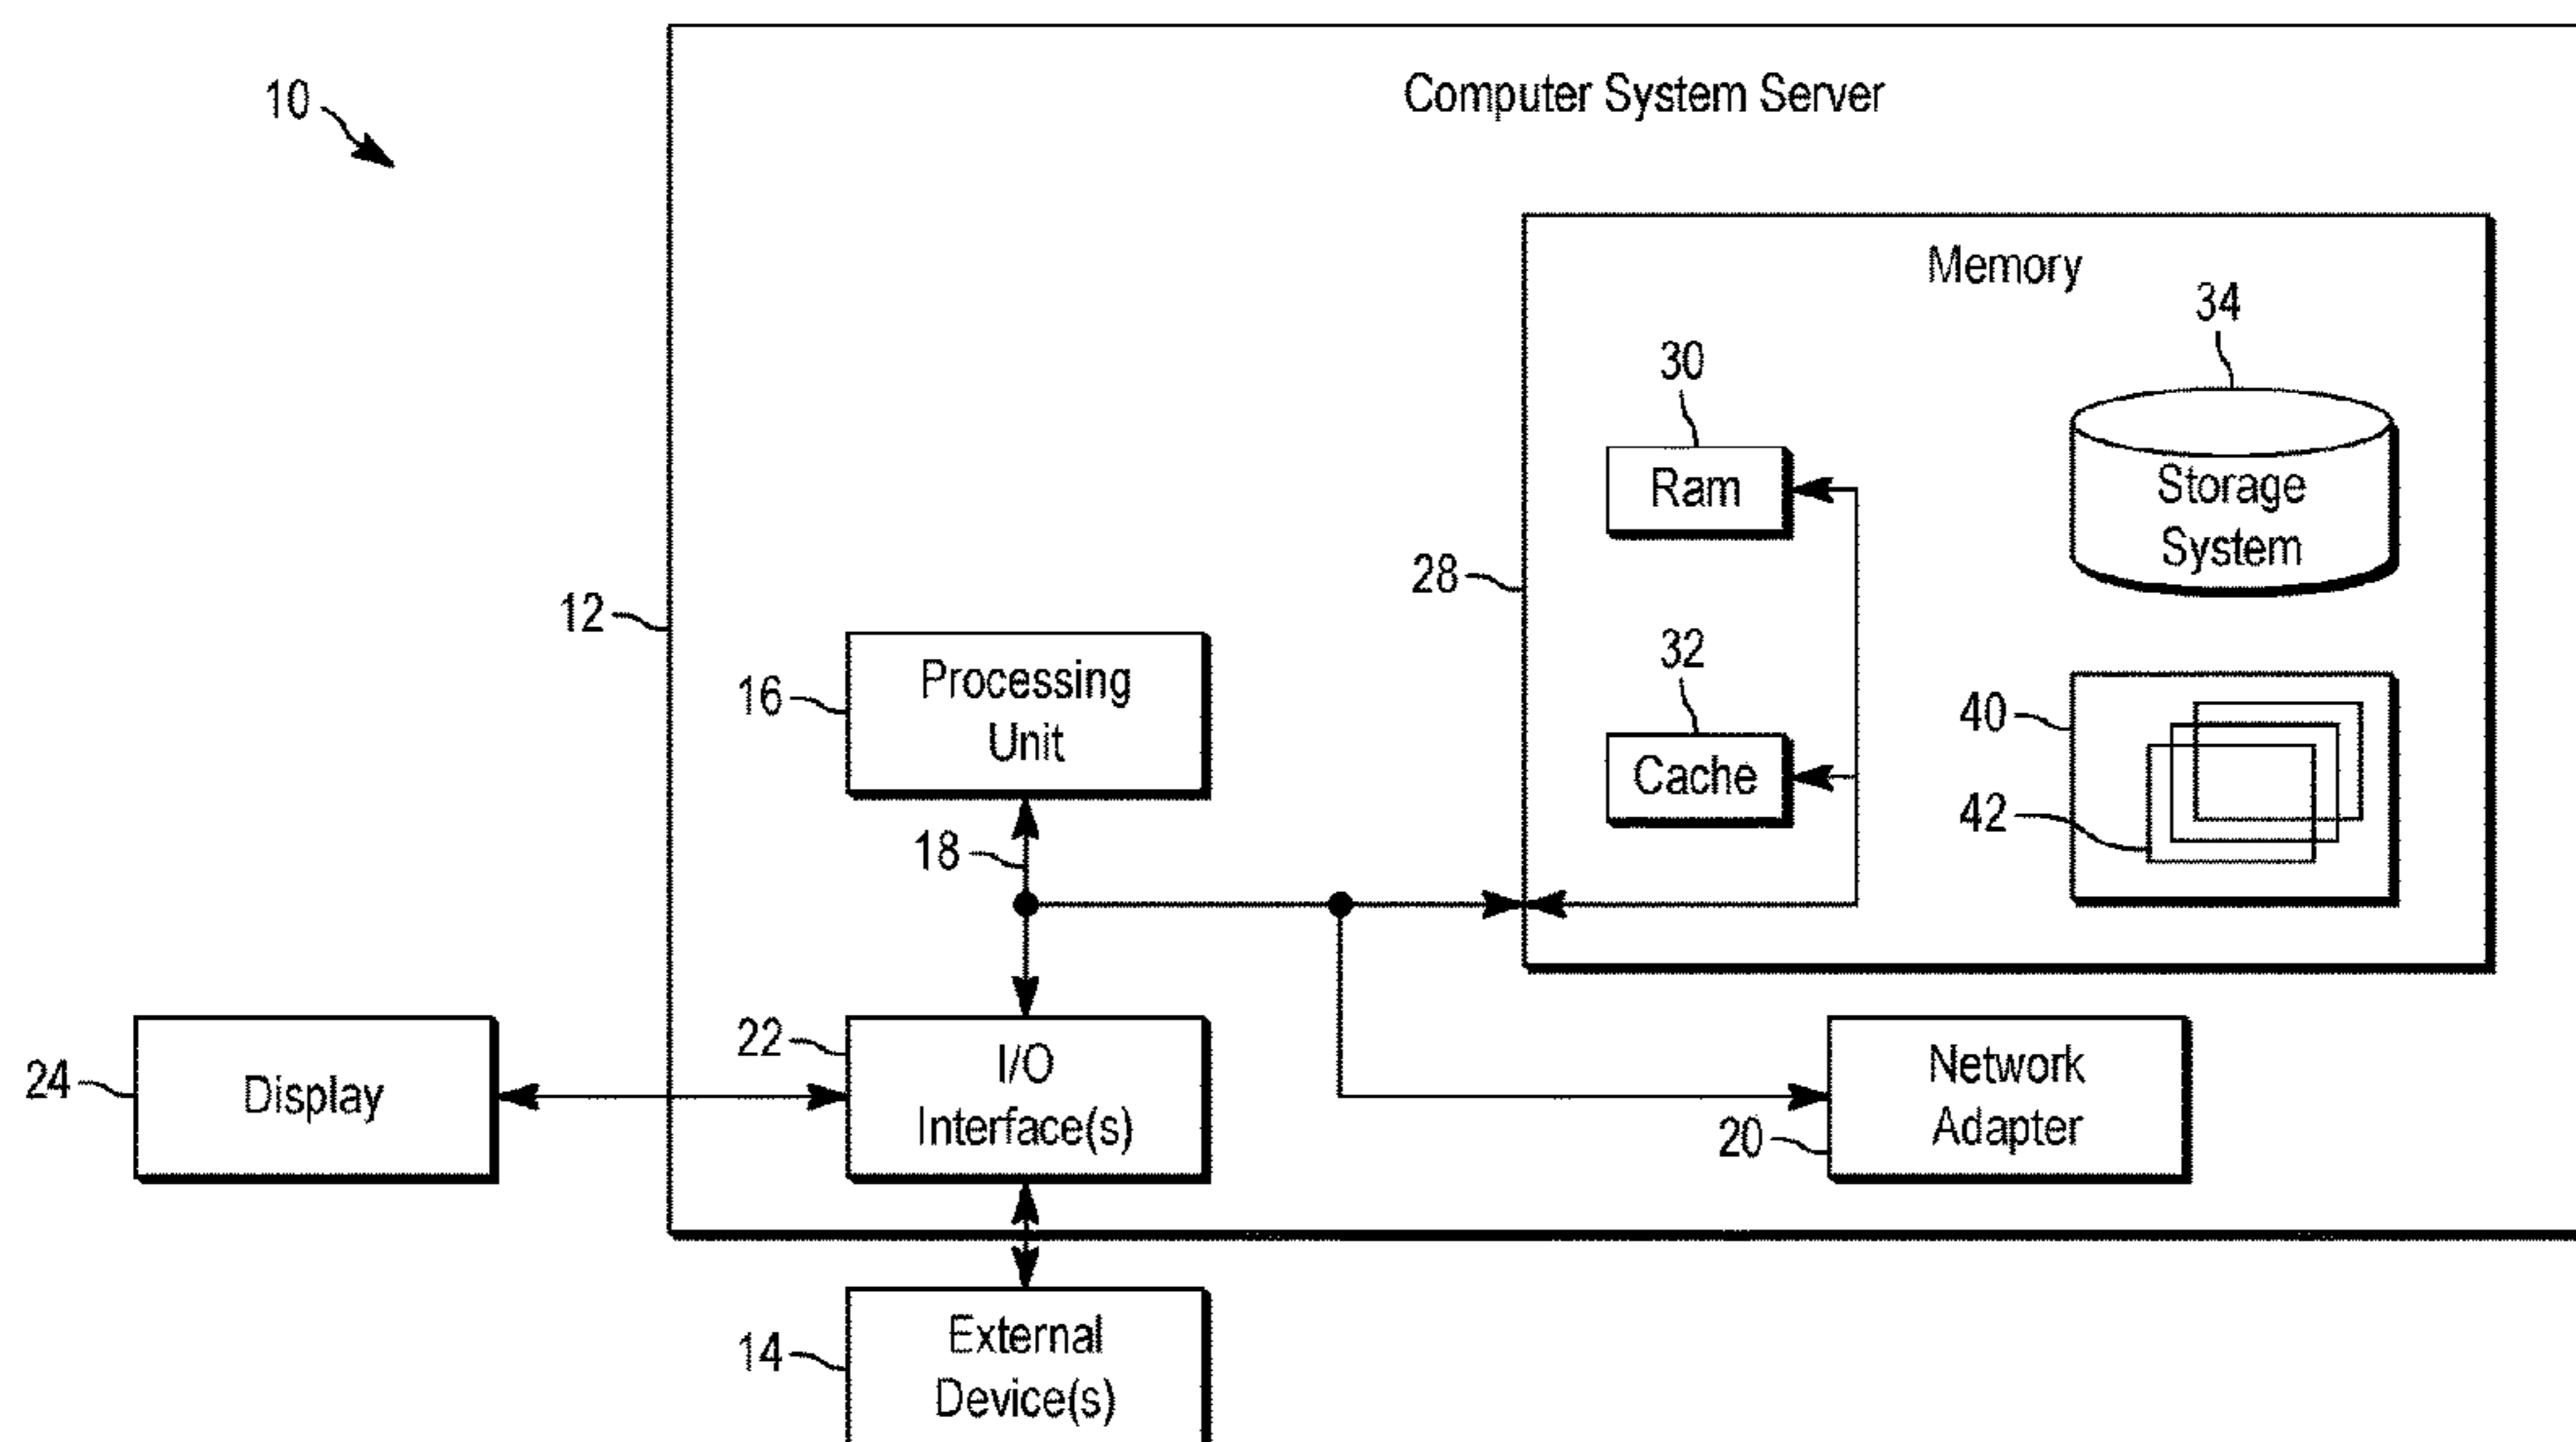 10
Computer System Server
Memory
34
30
Ram
Storage
System
28
12
32
Processing
Unit
16
40
Cache
42
18
22
I/O
Interface(s)
Network
Adapter
24
Display
20
External
Device(s)
14